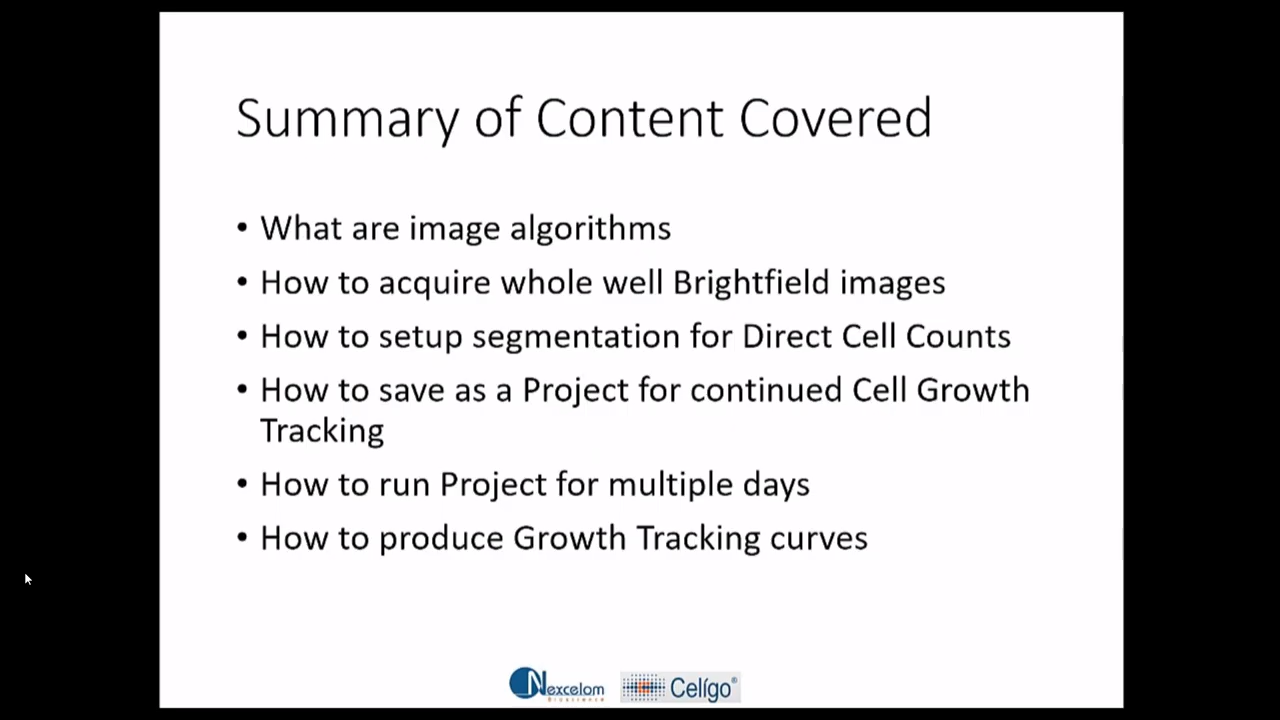 Summary of Content Covered
• What are image algorithms
• How to acquire whole well Brightfield images
• How to setup segmentation for Direct Cell Counts
• How to save as a Project for continued Cell Growth
Tracking
• How to run Project for multiple days
• How to produce Growth Tracking curves
Nexcelom
Bioscience
Celígo®